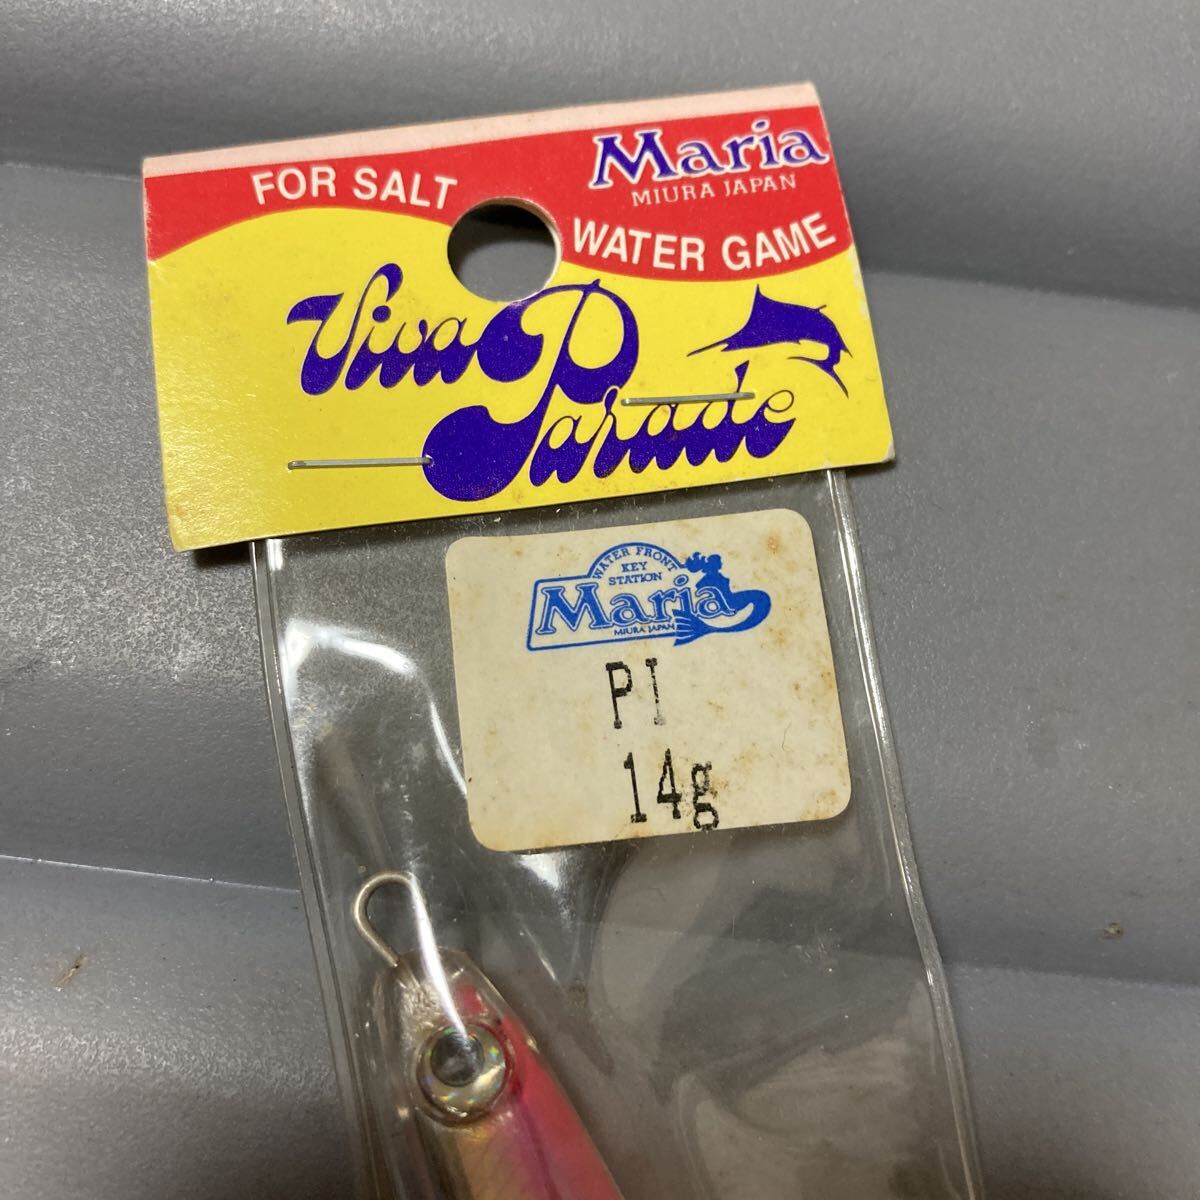 Maria
MIURA JAPAN
FOR SALT
WATER GAME
Viva
Parade
WATER FRONT
KEY
STATION
Maria
MIURA JAPAN
PI
14g